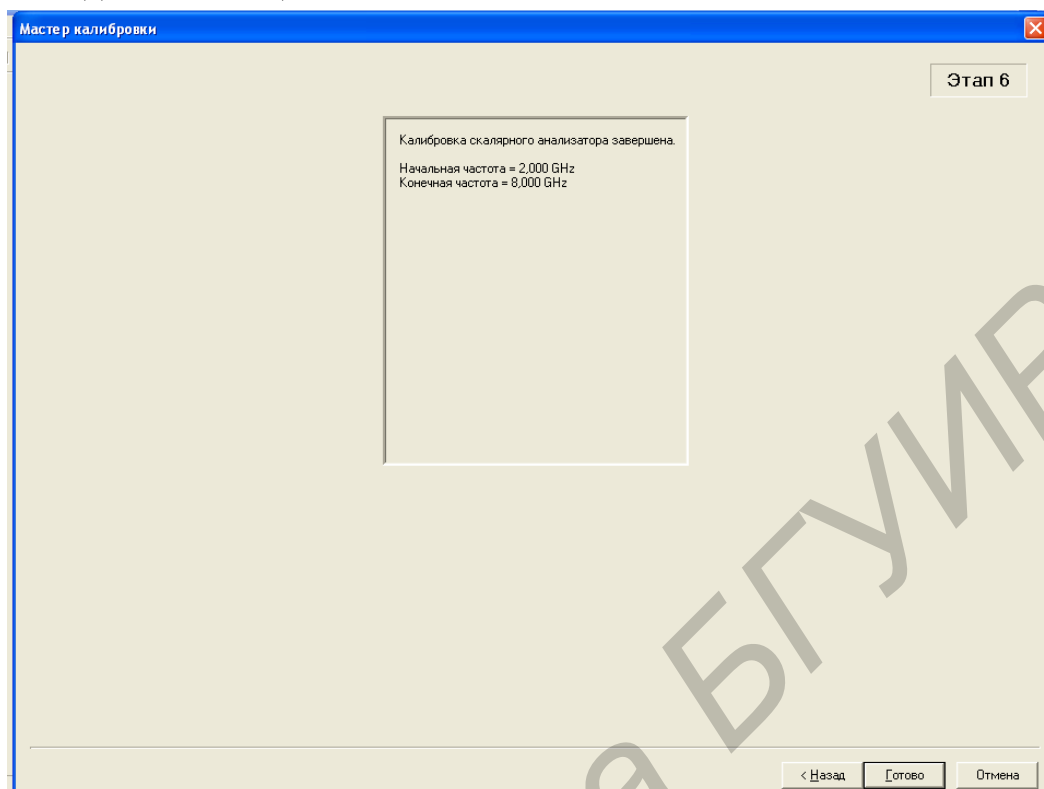 Мастер калибровки
Этап 6
Калибровка скалярного анализатора завершена.
Начальная частота = 2,000 GHz
Конечная частота = 8,000 GHz
< Назад
Готово
Отмена
а БГУИР